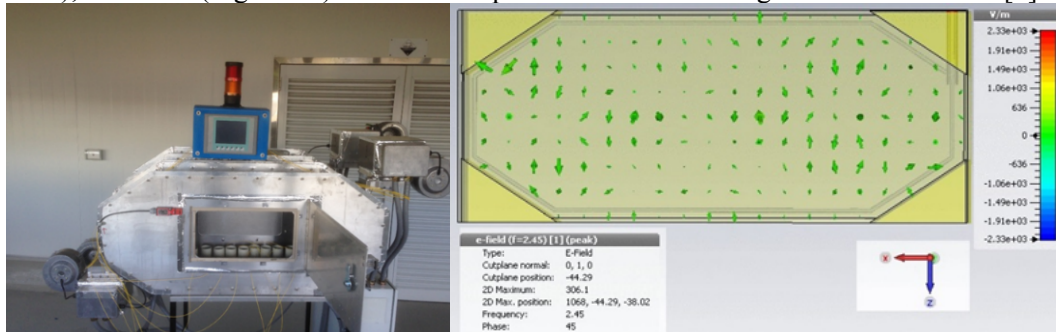 V/m
2.33e+03
1.91e+03
1.49e+03
1.06e+03
636
0
-636
-1.06e+03
-1.49e+03
-1.91e+03
-2.33e+03
e-field (f=2.45) [1] (peak)
Type: E-Field
Cutplane normal: 0, 1, 0
Cutplane position: -44.29
2D Maximum: 306.1
2D Max. position: 1068, -44.29, -38.02
Frequency: 2.45
Phase: 45
x
z